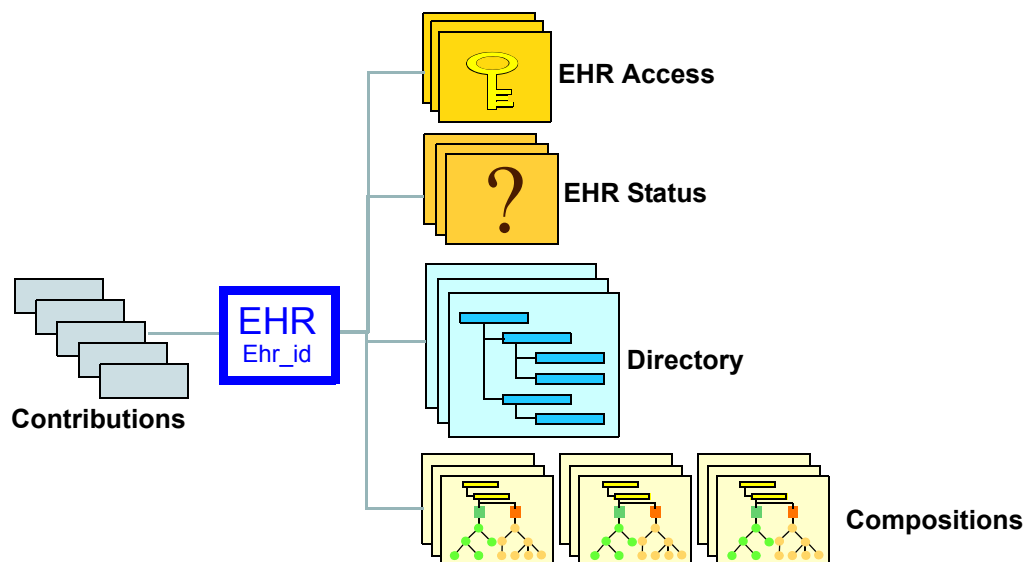 EHR Access
?
EHR Status
EHR
Ehr_id
Contributions
Directory
Compositions